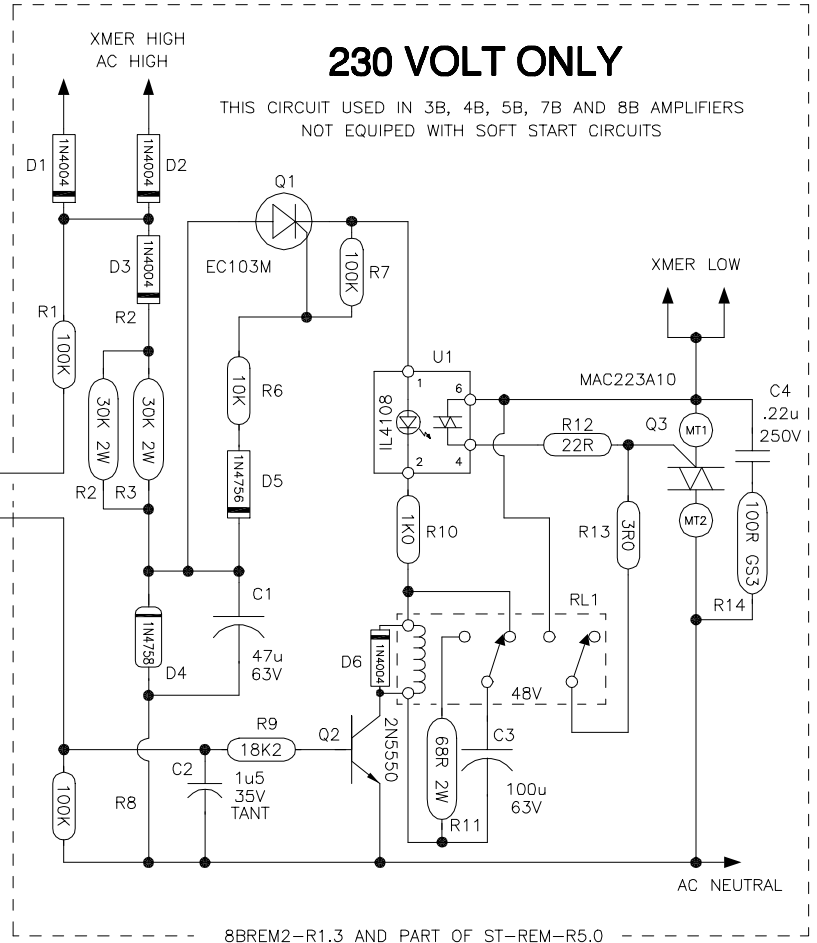 XMER HIGH
AC HIGH
230 VOLT ONLY
THIS CIRCUIT USED IN 3B, 4B, 5B, 7B AND 8B AMPLIFIERS
NOT EQUIPED WITH SOFT START CIRCUITS
D1
1N4004
1N4004
D2
Q1
EC103M
D3
1N4004
100K
R7
XMER LOW
R1
100K
R2
U1
10K
R6
1
6
IL4108
2
4
MAC223A10
C4
.22u
250V
30K 2W
30K 2W
R2
R3
R12
22R
Q3
MT1
MT2
1N4756
D5
1K0
R10
R13
3R0
100R GS3
R14
C1
47u
63V
RL1
1N4758
D4
D6
1N4004
48V
R9
18K2
Q2
2N5550
68R 2W
R11
C3
100u
63V
C2
1u5
35V
TANT
100K
R8
AC NEUTRAL
8BREM2-R1.3 AND PART OF ST-REM-R5.0